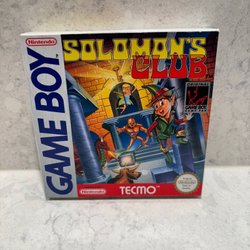 Nintendo
GAME BOY
SOLOMON'S
CLUB
Nintendo
TECMO